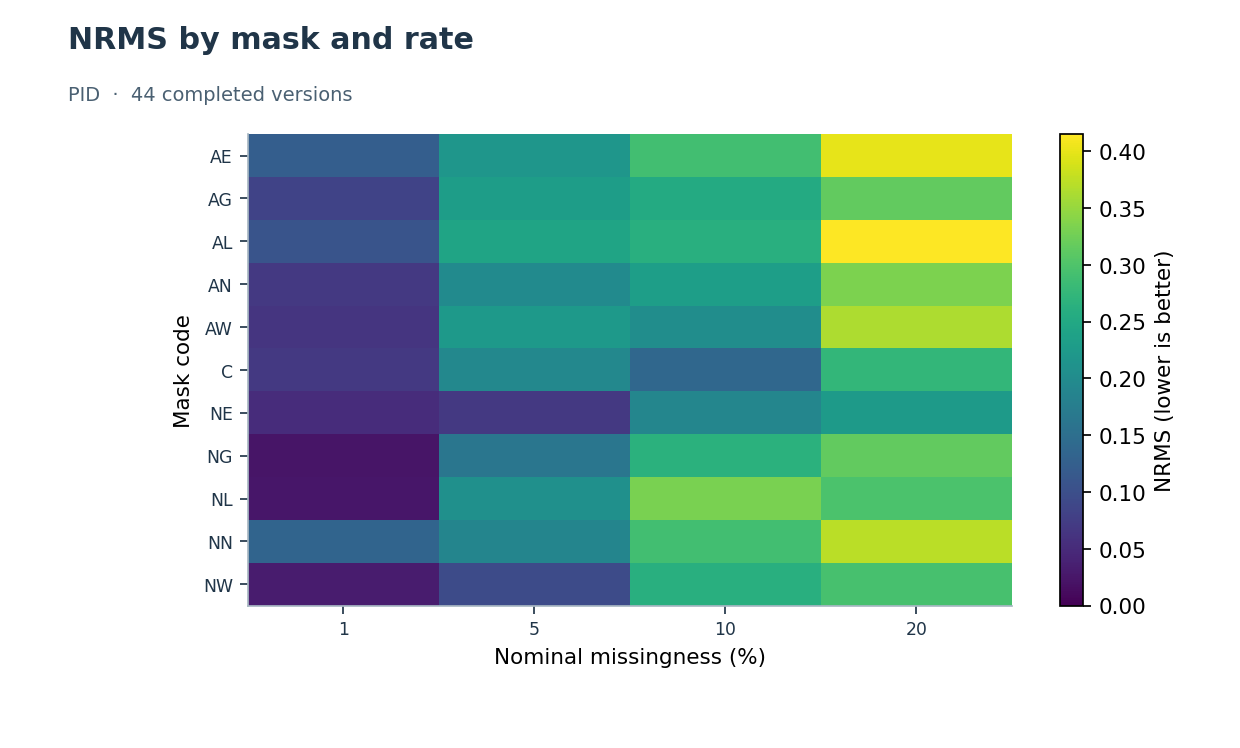 NRMS by mask and rate
PID · 44 completed versions
Mask code
AE
AG
AL
AN
AW
C
NE
NG
NL
NN
NW
1 5 10 20
Nominal missingness (%)
0.40
0.35
0.30
0.25
0.20
0.15
0.10
0.05
0.00
NRMS (lower is better)